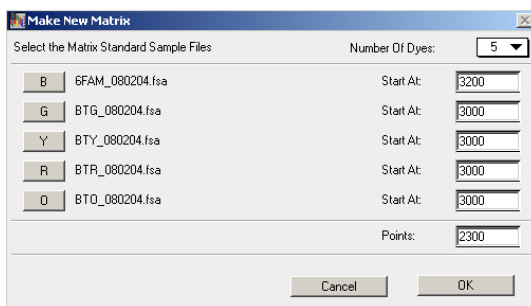 Make New Matrix
Select the Matrix Standard Sample Files Number Of Dyes: 5
B 6FAM_080204.fsa Start At: 3200
G BTG_080204.fsa Start At: 3000
Y BTY_080204.fsa Start At: 3000
R BTR_080204.fsa Start At: 3000
O BTO_080204.fsa Start At: 3000
Points: 2300
Cancel OK